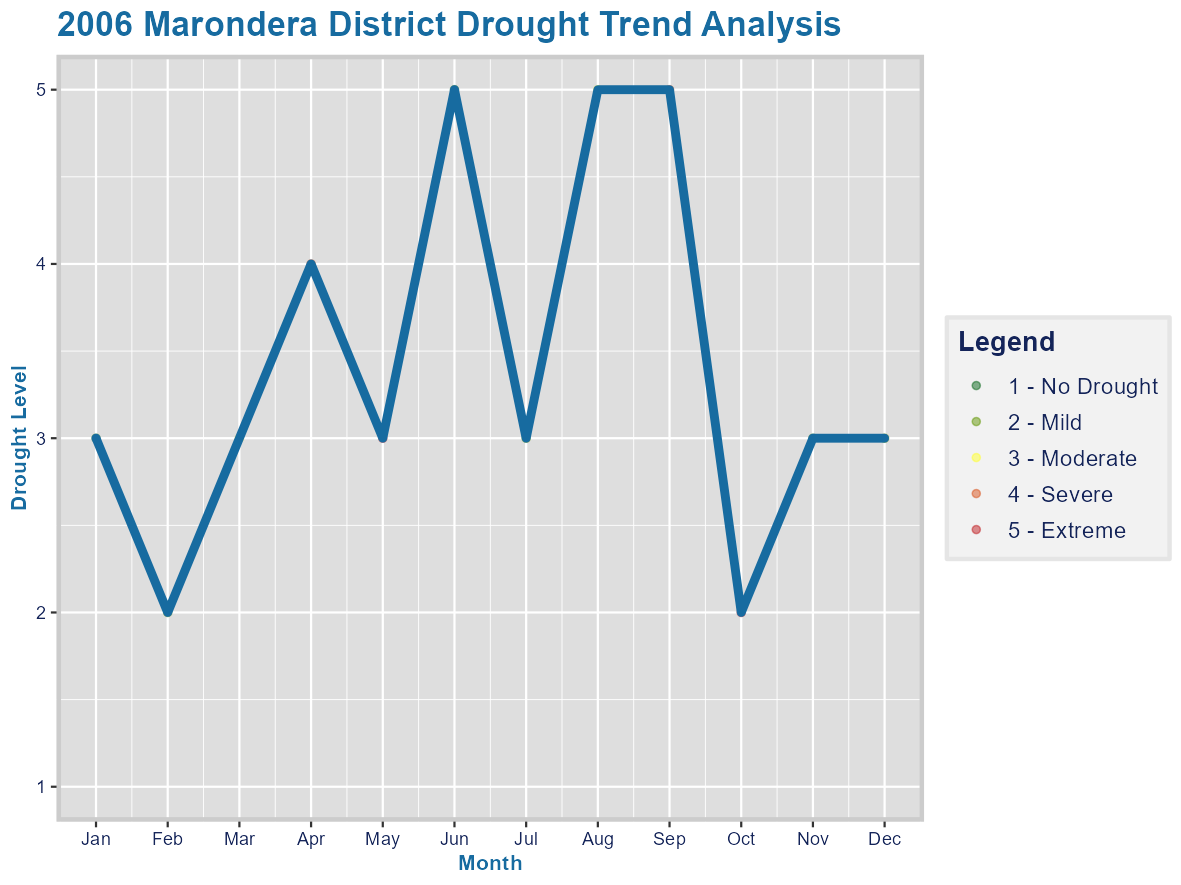 2006 Marondera District Drought Trend Analysis
Drought Level
5
4
3
2
1
Jan Feb Mar Apr May Jun Jul Aug Sep Oct Nov Dec
Month
Legend
1 - No Drought
2 - Mild
3 - Moderate
4 - Severe
5 - Extreme